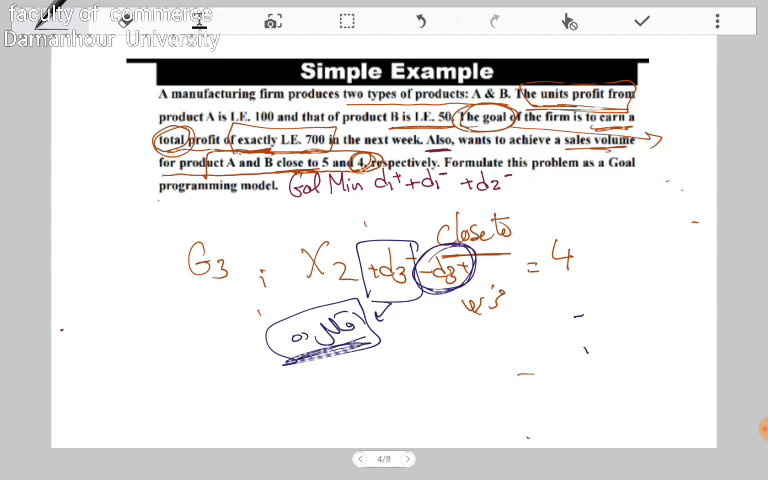 faculty of commerce
Damanhour University
Simple Example
A manufacturing firm produces two types of products: A & B. The units profit from
product A is I.E. 100 and that of product B is I.E. 50. The goal of the firm is to earn a
total profit of exactly LE. 700 in the next week. Also, wants to achieve a sales volume
for product A and B close to 5 and 4, respectively. Formulate this problem as a Goal
programming model. Goal Min d1+ +d1- +d2-
close to
G3 ; X2 +d3- -d3+ = 4
4/8